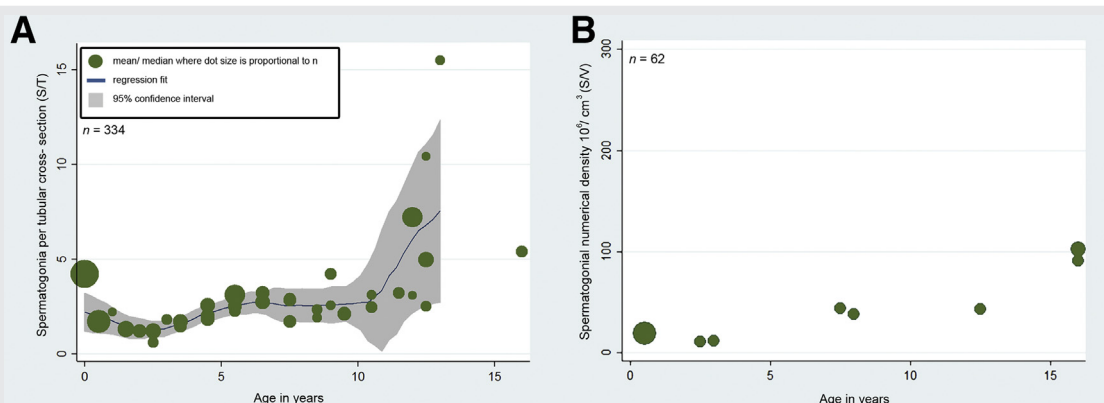 A
mean/ median where dot size is proportional to n
regression fit
95% confidence interval
n = 334
Spermatogonia per tubular cross- section (S/T)
15
10
5
0
0
5
10
15
Age in years
B
n = 62
Spermatogonial numerical density 10⁶/ cm³ (S/V)
300
200
100
0
0
5
10
15
Age in years